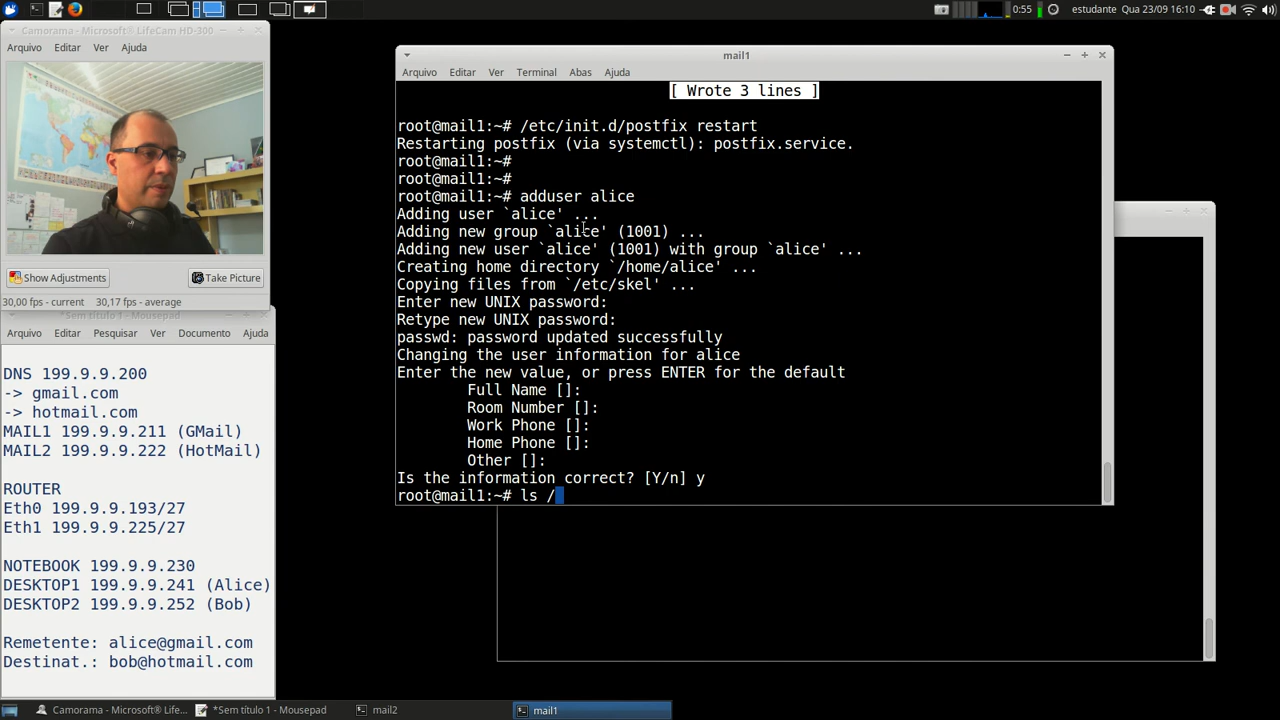 0:55 estudante Qua 23/09 16:10
Camorama - Microsoft® LifeCam HD-300
Arquivo Editar Ver Ajuda
Show Adjustments Take Picture
30,00 fps - current 30,17 fps - average
*Sem título 1 - Mousepad
Arquivo Editar Pesquisar Ver Documento Ajuda
DNS 199.9.9.200
-> gmail.com
-> hotmail.com
MAIL1 199.9.9.211 (GMail)
MAIL2 199.9.9.222 (HotMail)
ROUTER
Eth0 199.9.9.193/27
Eth1 199.9.9.225/27
NOTEBOOK 199.9.9.230
DESKTOP1 199.9.9.241 (Alice)
DESKTOP2 199.9.9.252 (Bob)
Remetente: alice@gmail.com
Destinat.: bob@hotmail.com
mail1
Arquivo Editar Ver Terminal Abas Ajuda
[ Wrote 3 lines ]
root@mail1:~# /etc/init.d/postfix restart
Restarting postfix (via systemctl): postfix.service.
root@mail1:~#
root@mail1:~#
root@mail1:~# adduser alice
Adding user `alice' ...
Adding new group `alice' (1001) ...
Adding new user `alice' (1001) with group `alice' ...
Creating home directory `/home/alice' ...
Copying files from `/etc/skel' ...
Enter new UNIX password:
Retype new UNIX password:
passwd: password updated successfully
Changing the user information for alice
Enter the new value, or press ENTER for the default
Full Name []:
Room Number []:
Work Phone []:
Home Phone []:
Other []:
Is the information correct? [Y/n] y
root@mail1:~# ls /
Camorama - Microsoft® LifeC... *Sem título 1 - Mousepad mail2 mail1